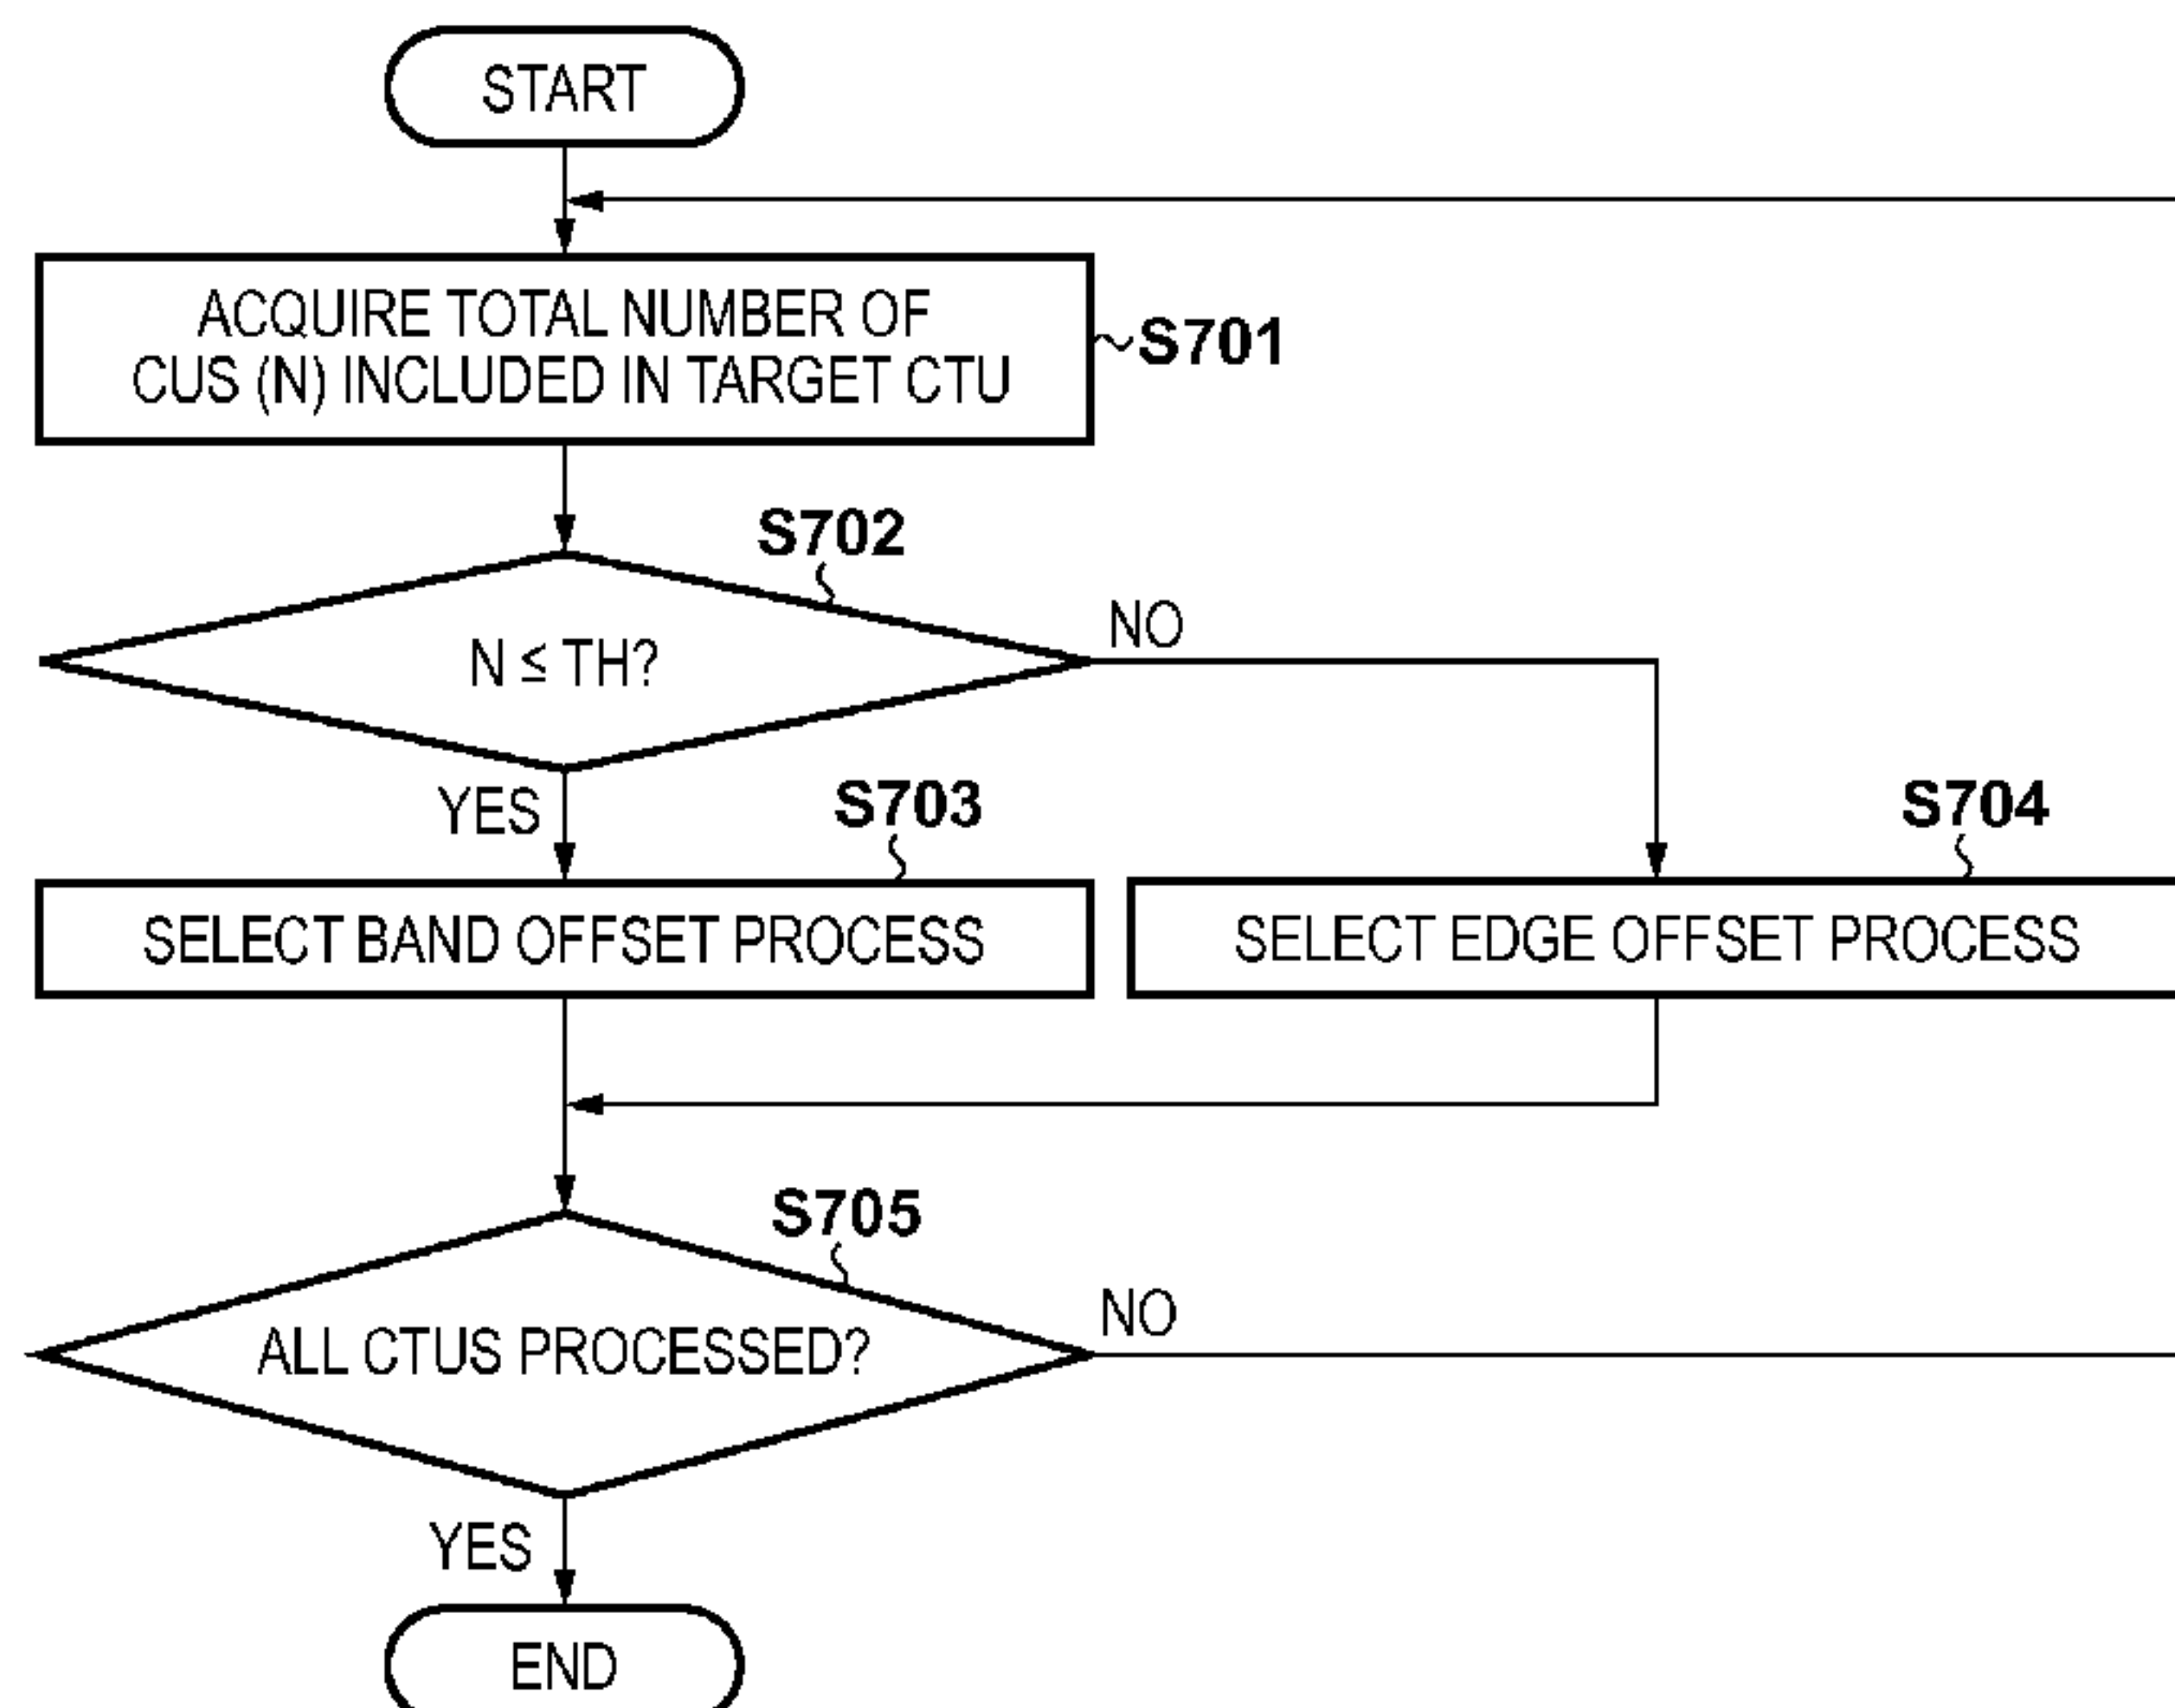 START
ACQUIRE TOTAL NUMBER OF
CUS (N) INCLUDED IN TARGET CTU
S701
S702
N ≤ TH?
NO
YES
S703
S704
SELECT BAND OFFSET PROCESS
SELECT EDGE OFFSET PROCESS
S705
ALL CTUS PROCESSED?
NO
YES
END